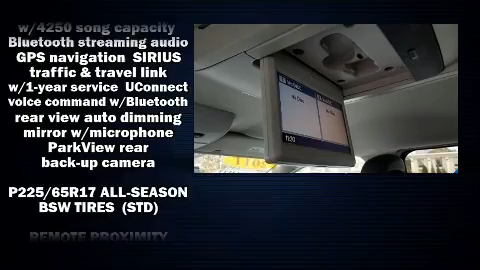 w/4250 song capacity
Bluetooth streaming audio
GPS navigation SIRIUS
traffic & travel link
w/1-year service UConnect
voice command w/Bluetooth
rear view auto dimming
mirror w/microphone
ParkView rear
back-up camera
P225/65R17 ALL-SEASON
BSW TIRES (STD)
REMOTE PROXIMITY